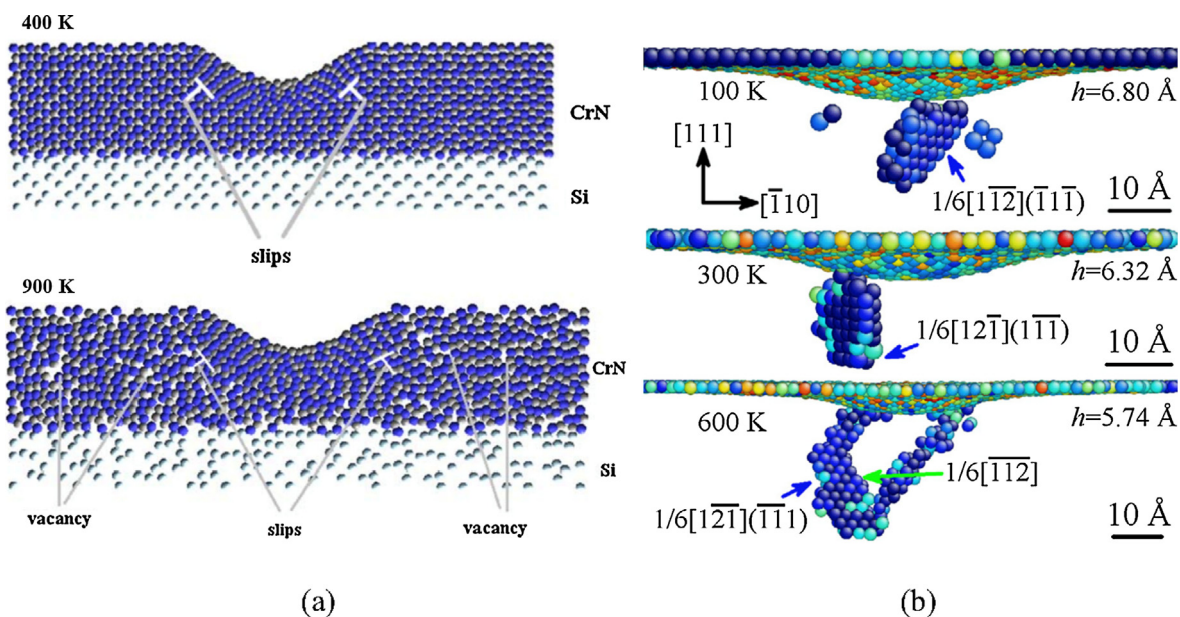 400 K
CrN
Si
slips
900 K
CrN
Si
vacancy
slips
vacancy
(a)
100 K
h=6.80 Å
[111]
[1̅10]
1/6[11̅2̅](1̅11̅)
10 Å
300 K
h=6.32 Å
1/6[121̅](11̅1̅)
10 Å
600 K
h=5.74 Å
1/6[1̅1̅2̅]
1/6[12̅1̅](1̅1̅1)
10 Å
(b)